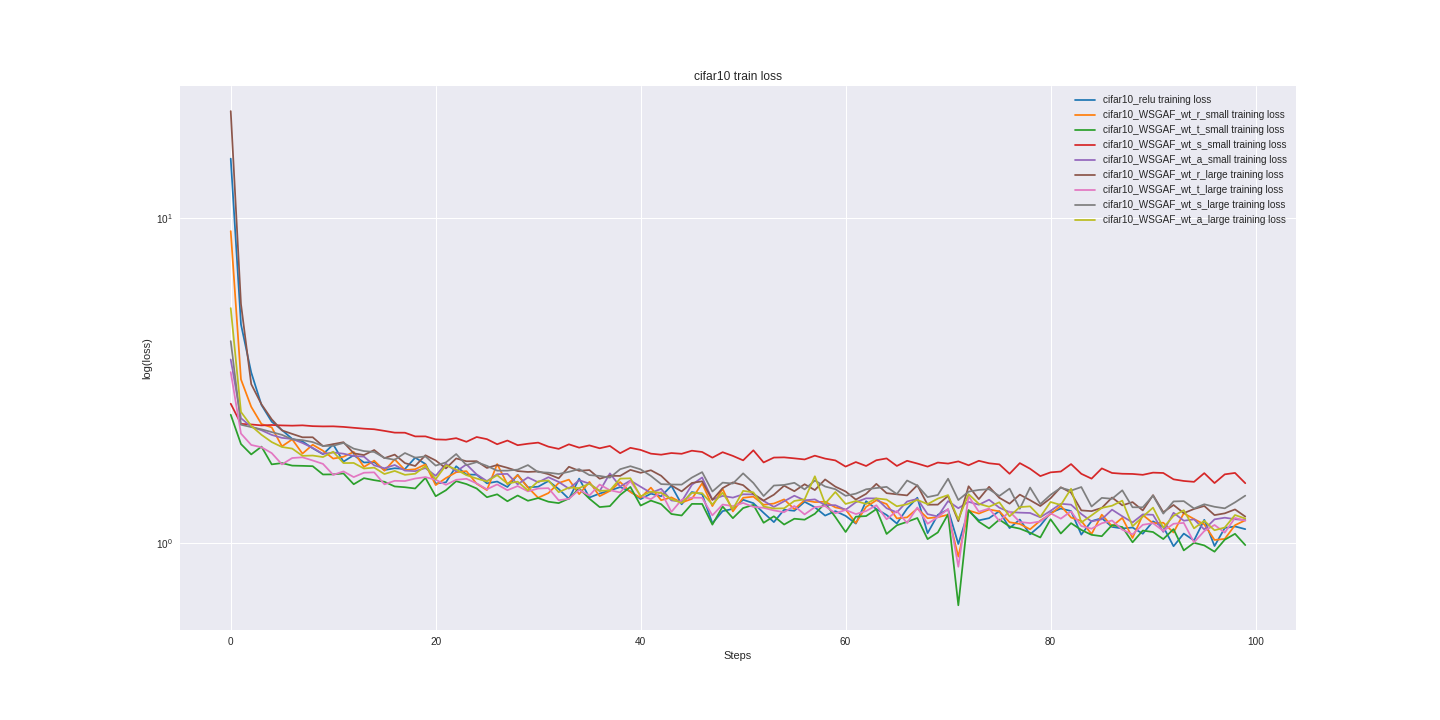 cifar10 train loss
cifar10_relu training loss
cifar10_WSGAF_wt_r_small training loss
cifar10_WSGAF_wt_t_small training loss
cifar10_WSGAF_wt_s_small training loss
cifar10_WSGAF_wt_a_small training loss
cifar10_WSGAF_wt_r_large training loss
cifar10_WSGAF_wt_t_large training loss
cifar10_WSGAF_wt_s_large training loss
cifar10_WSGAF_wt_a_large training loss
10¹
log(loss)
10⁰
0 20 40 60 80 100
Steps